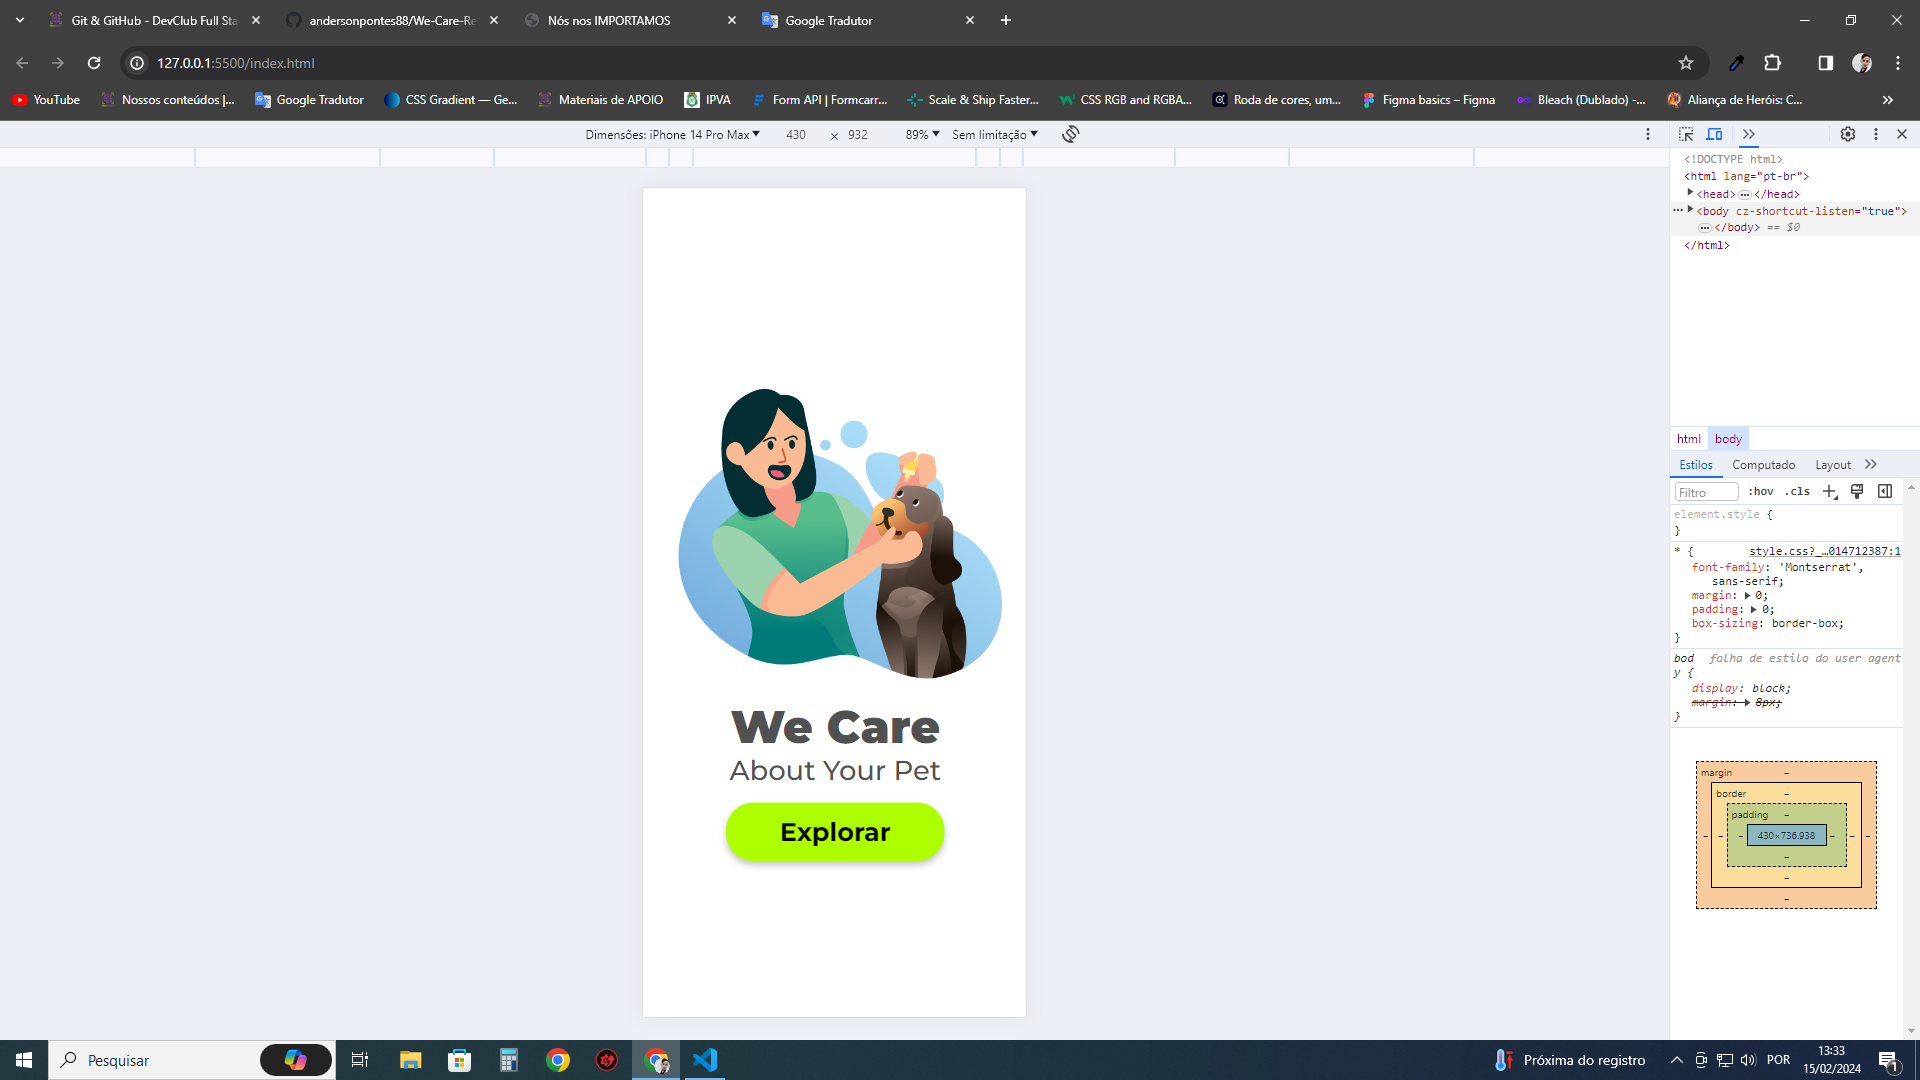 Git & GitHub - DevClub Full Sta
andersonpontes88/We-Care-Re
Nós nos IMPORTAMOS
Google Tradutor
127.0.0.1:5500/index.html
YouTube
Nossos conteúdos |...
Google Tradutor
CSS Gradient — Ge...
Materiais de APOIO
IPVA
Form API | Formcarr...
Scale & Ship Faster...
CSS RGB and RGBA...
Roda de cores, um...
Figma basics – Figma
Bleach (Dublado) -...
Aliança de Heróis: C...
Dimensões: iPhone 14 Pro Max 430 × 932 89% Sem limitação
We Care
About Your Pet
Explorar
<!DOCTYPE html>
<html lang="pt-br">
<head> </head>
<body cz-shortcut-listen="true">
</body> == $0
</html>
html body
Estilos Computado Layout
Filtro :hov .cls
element.style {
}
* { style.css?_…014712387:1
font-family: 'Montserrat',
sans-serif;
margin: 0;
padding: 0;
box-sizing: border-box;
}
bod folha de estilo do user agent
y {
display: block;
margin: 8px;
}
margin –
border –
padding –
– – – 430×736.938 – – –
–
–
–
Pesquisar
Próxima do registro
POR
13:33
15/02/2024
1